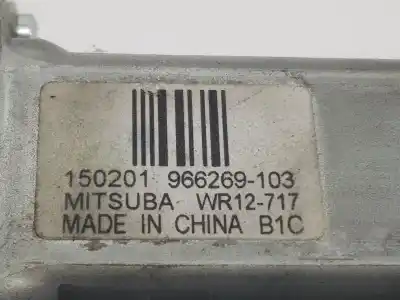 150201 966269-103
MITSUBA WR12-717
MADE IN CHINA B1C